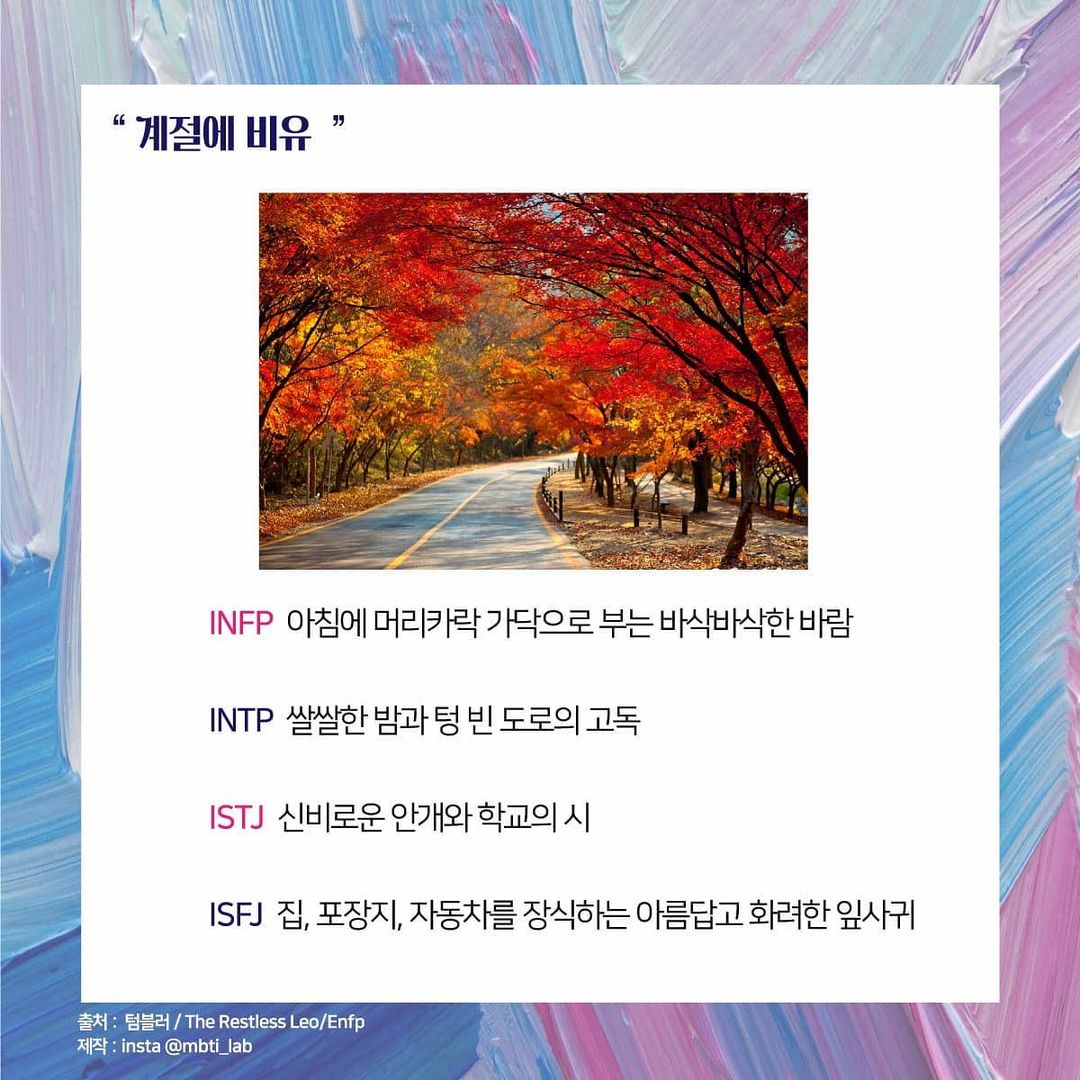 “ 계절에 비유 ”
INFP 아침에 머리카락 가닥으로 부는 바삭바삭한 바람
INTP 쌀쌀한 밤과 텅 빈 도로의 고독
ISTJ 신비로운 안개와 학교의 시
ISFJ 집, 포장지, 자동차를 장식하는 아름답고 화려한 잎사귀
출처 : 텀블러 / The Restless Leo/Enfp
제작 : insta @mbti_lab